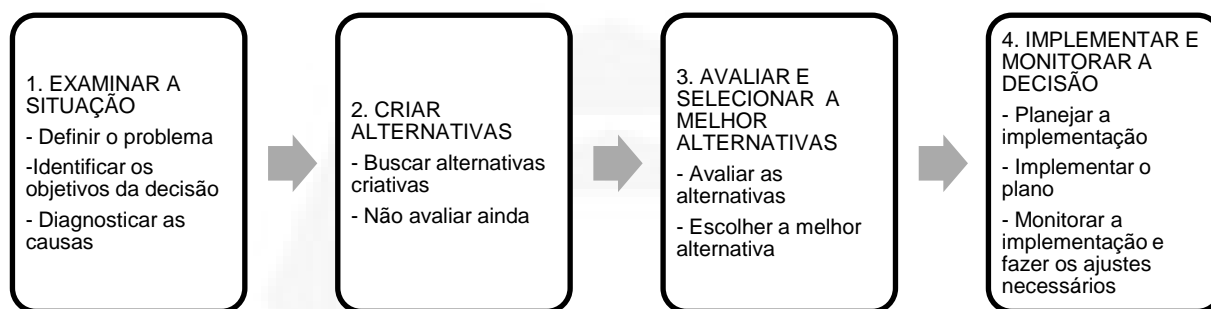 1. EXAMINAR A
SITUAÇÃO
- Definir o problema
-Identificar os
objetivos da decisão
- Diagnosticar as
causas
2. CRIAR
ALTERNATIVAS
- Buscar alternativas
criativas
- Não avaliar ainda
3. AVALIAR E
SELECIONAR A
MELHOR
ALTERNATIVAS
- Avaliar as
alternativas
- Escolher a melhor
alternativa
4. IMPLEMENTAR E
MONITORAR A
DECISÃO
- Planejar a
implementação
- Implementar o
plano
- Monitorar a
implementação e
fazer os ajustes
necessários